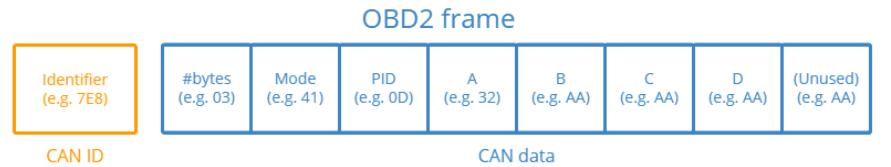 OBD2 frame
Identifier
(e.g. 7E8)
#bytes
(e.g. 03)
Mode
(e.g. 41)
PID
(e.g. 0D)
A
(e.g. 32)
B
(e.g. AA)
C
(e.g. AA)
D
(e.g. AA)
(Unused)
(e.g. AA)
CAN ID
CAN data